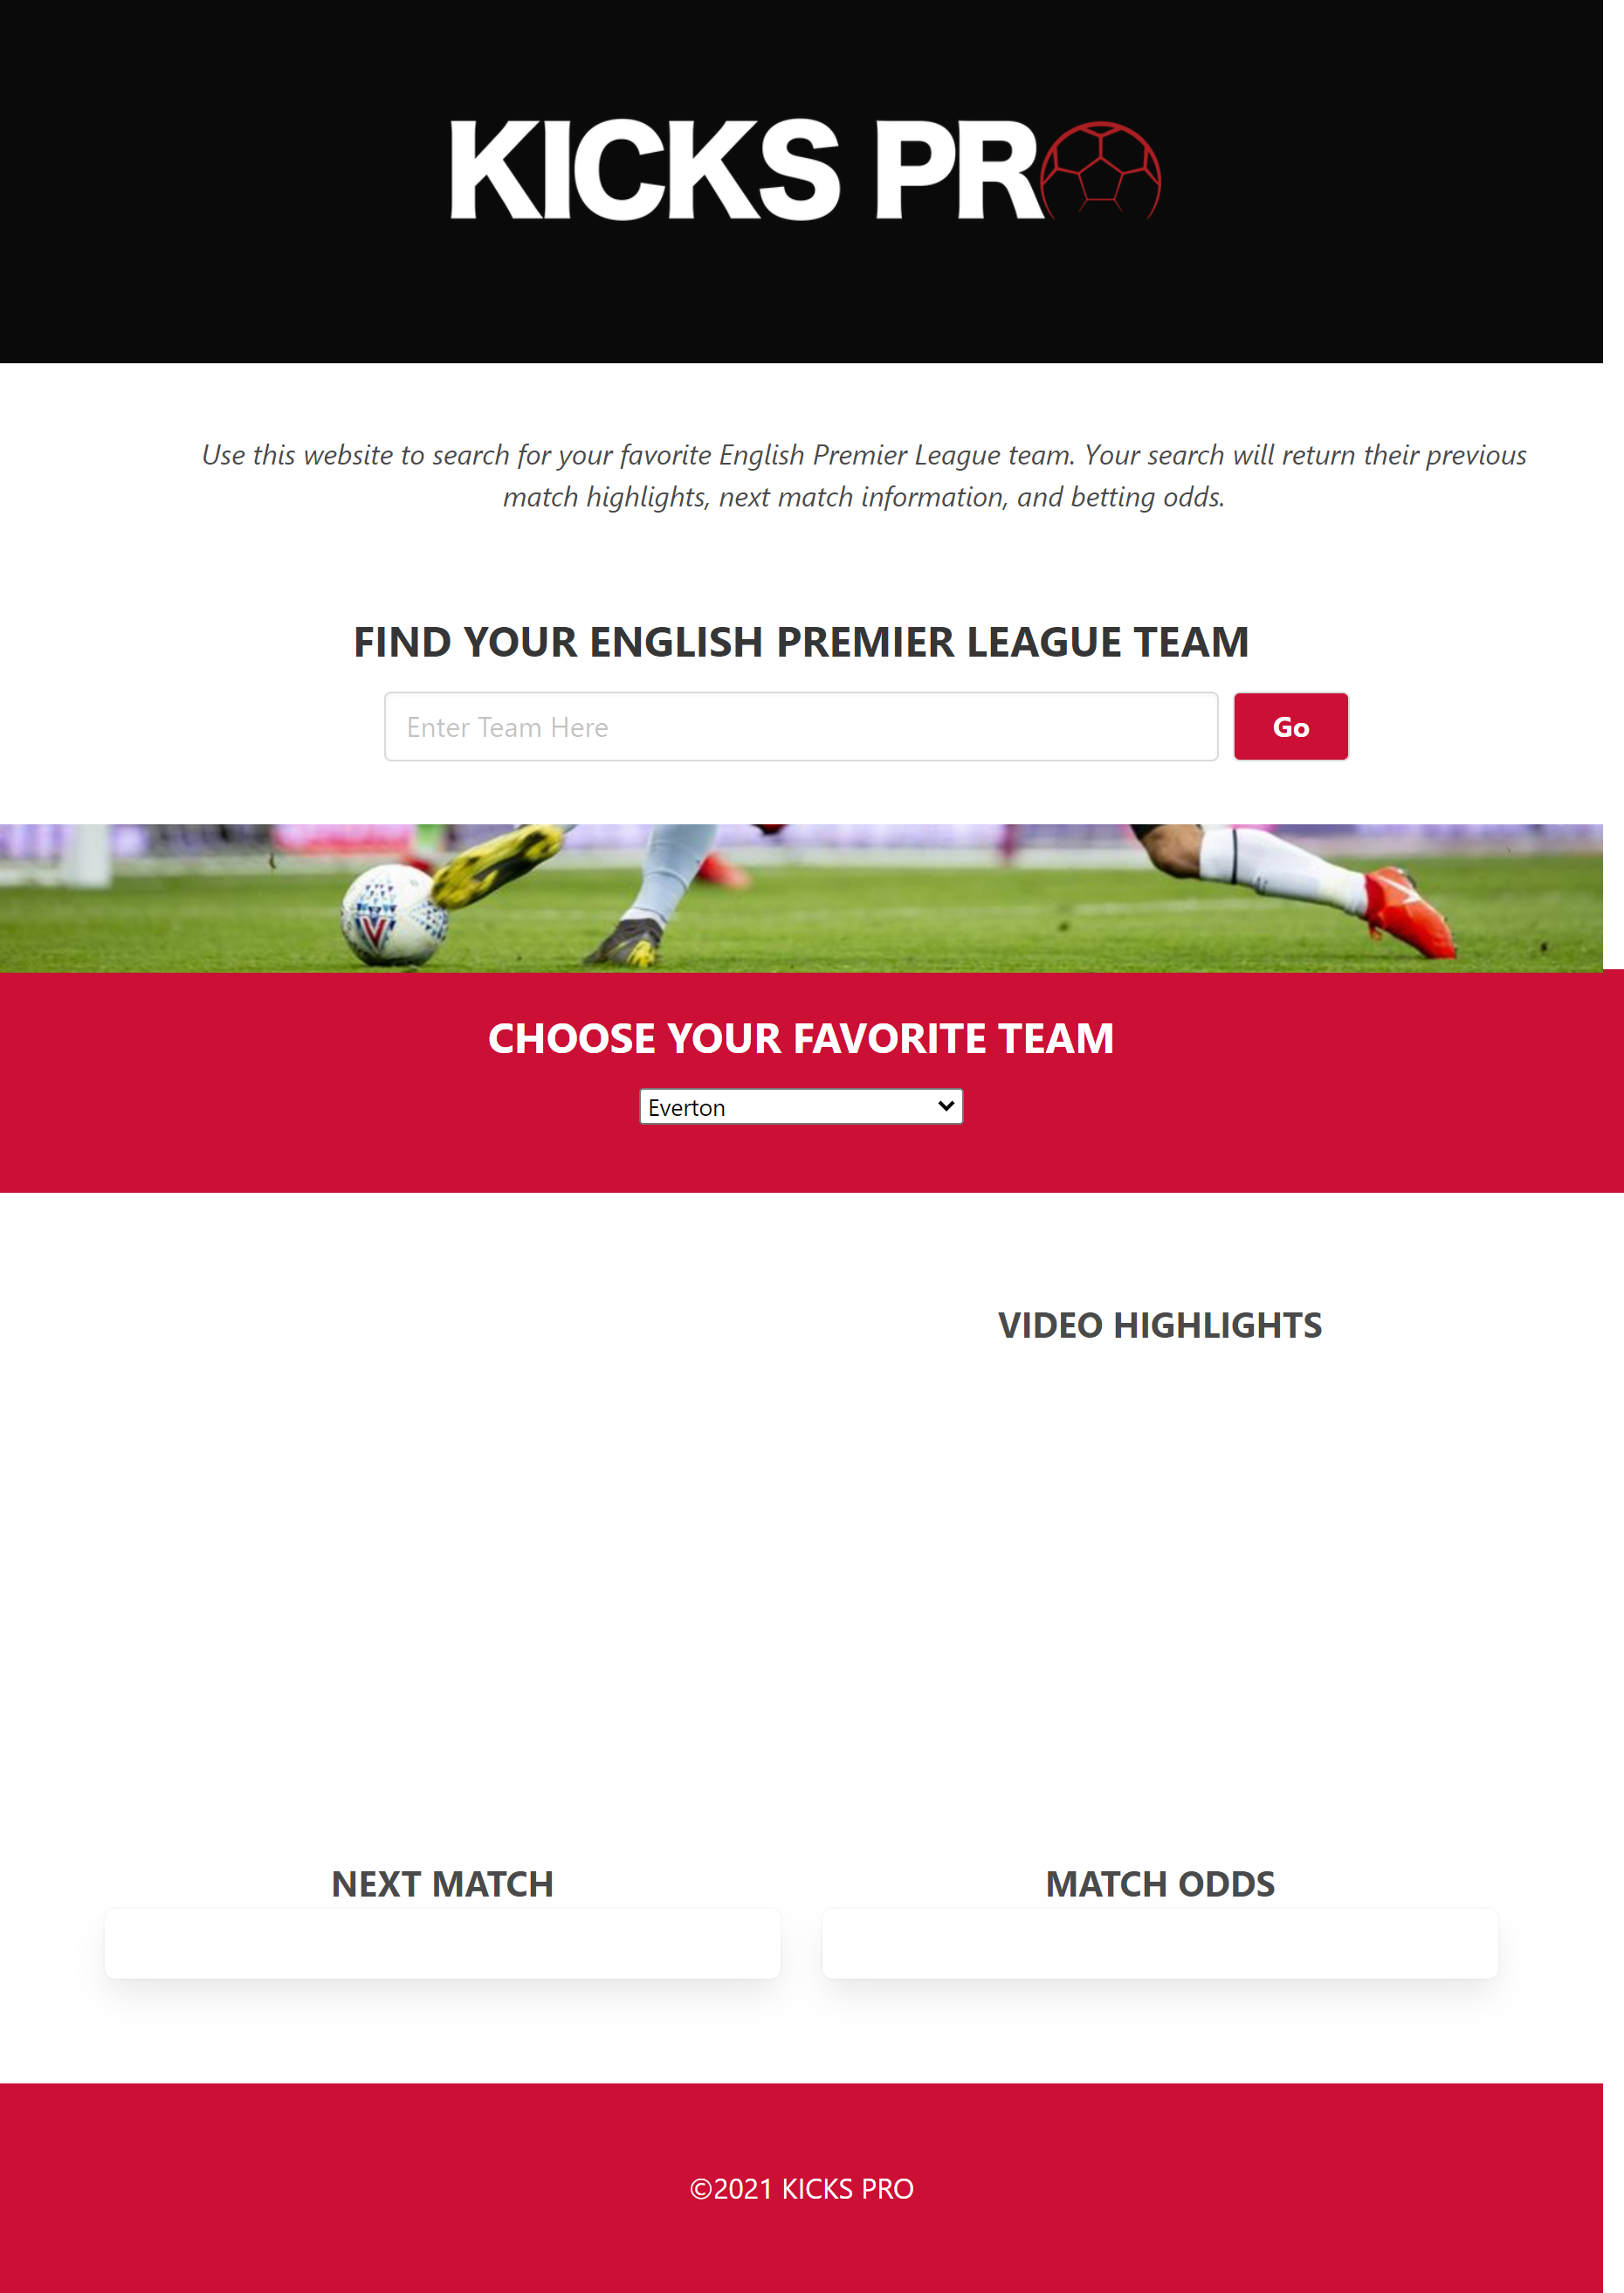 KICKS PRO
Use this website to search for your favorite English Premier League team. Your search will return their previous
match highlights, next match information, and betting odds.
FIND YOUR ENGLISH PREMIER LEAGUE TEAM
Enter Team Here
Go
CHOOSE YOUR FAVORITE TEAM
Everton
VIDEO HIGHLIGHTS
NEXT MATCH
MATCH ODDS
©2021 KICKS PRO